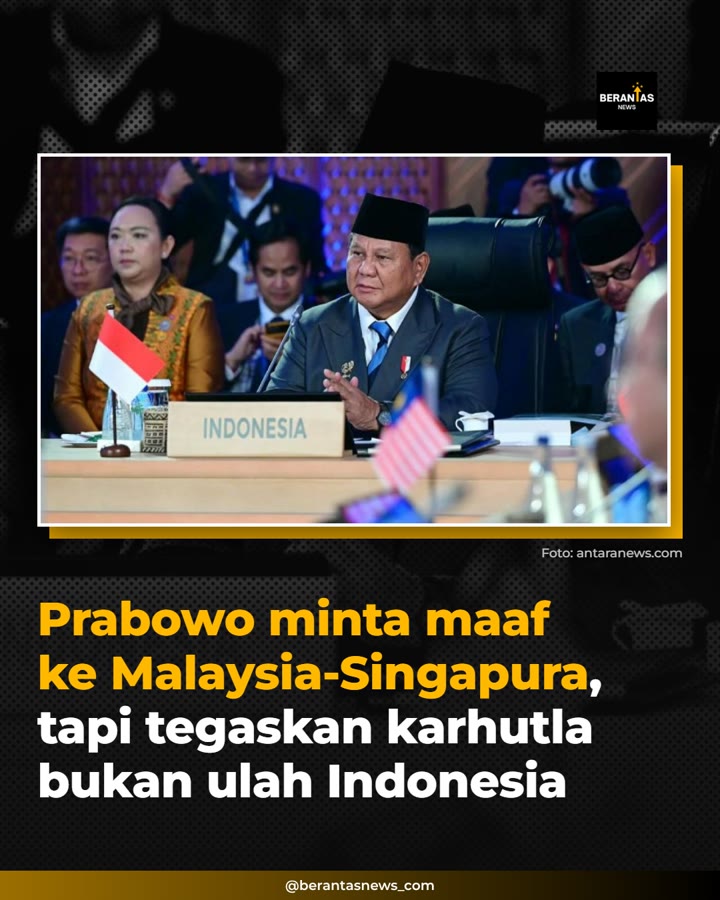 BERANTAS
NEWS
INDONESIA
Foto: antaranews.com
Prabowo minta maaf
ke Malaysia-Singapura,
tapi tegaskan karhutla
bukan ulah Indonesia
@berantasnews_com